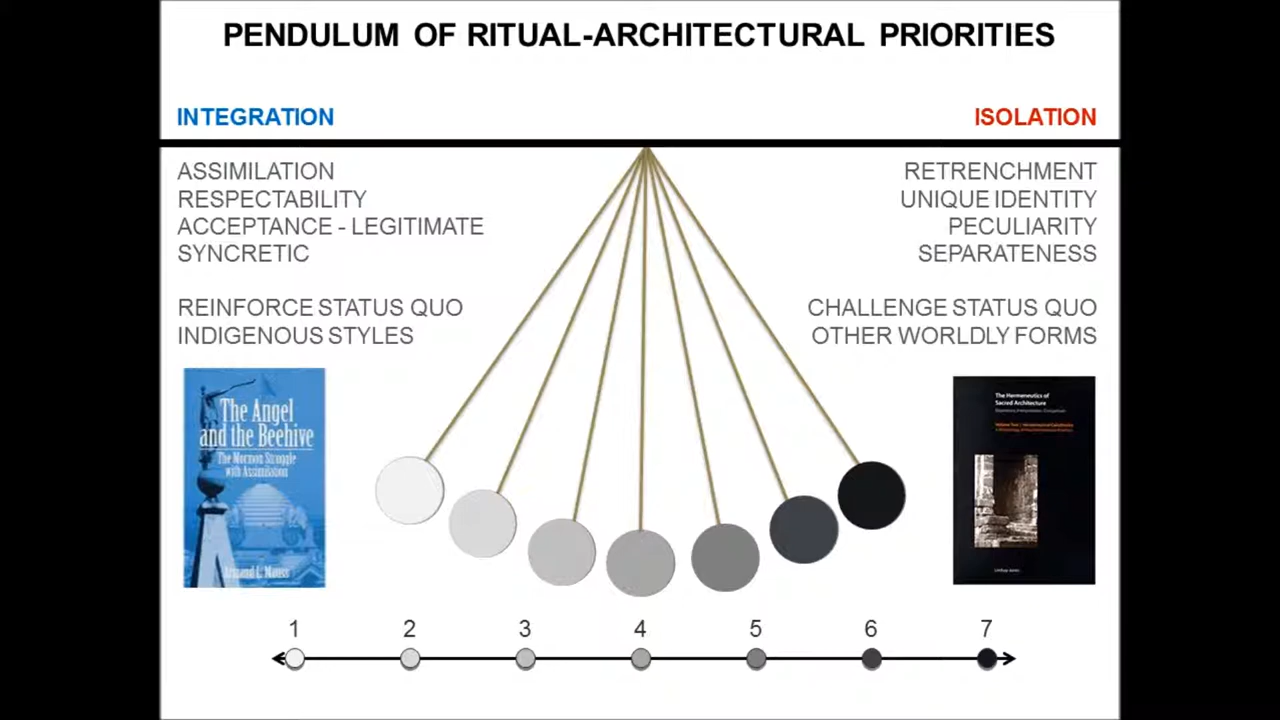 PENDULUM OF RITUAL-ARCHITECTURAL PRIORITIES
INTEGRATION
ISOLATION
ASSIMILATION
RESPECTABILITY
ACCEPTANCE - LEGITIMATE
SYNCRETIC
REINFORCE STATUS QUO
INDIGENOUS STYLES
RETRENCHMENT
UNIQUE IDENTITY
PECULIARITY
SEPARATENESS
CHALLENGE STATUS QUO
OTHER WORLDLY FORMS
The Angel
and the Beehive
The Mormon Struggle
with Assimilation
Armand L. Mauss
The Hermeneutics of
Sacred Architecture
1 2 3 4 5 6 7